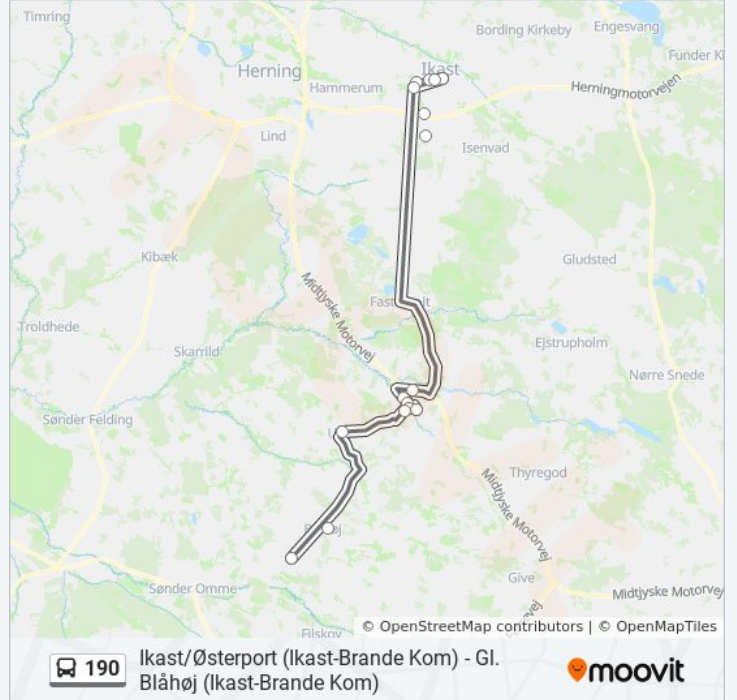 Timring
Bording Kirkeby
Engesvang
Funder Ki
Ikast
Herning
Hammerum
Herningmotorvejen
Lind
Isenvad
Kibæk
Gludsted
Midtjyske Motorvej
Troldhede
Skarrild
Ejstrupholm
Nørre Snede
Sønder Felding
Thyregod
Midtjyske Motorvej
Give
Sønder Omme
Midtjyske Motorvej
Filskov
© OpenStreetMap contributors | © OpenMapTiles
190
Ikast/Østerport (Ikast-Brande Kom) - Gl.
Blåhøj (Ikast-Brande Kom)
moovit